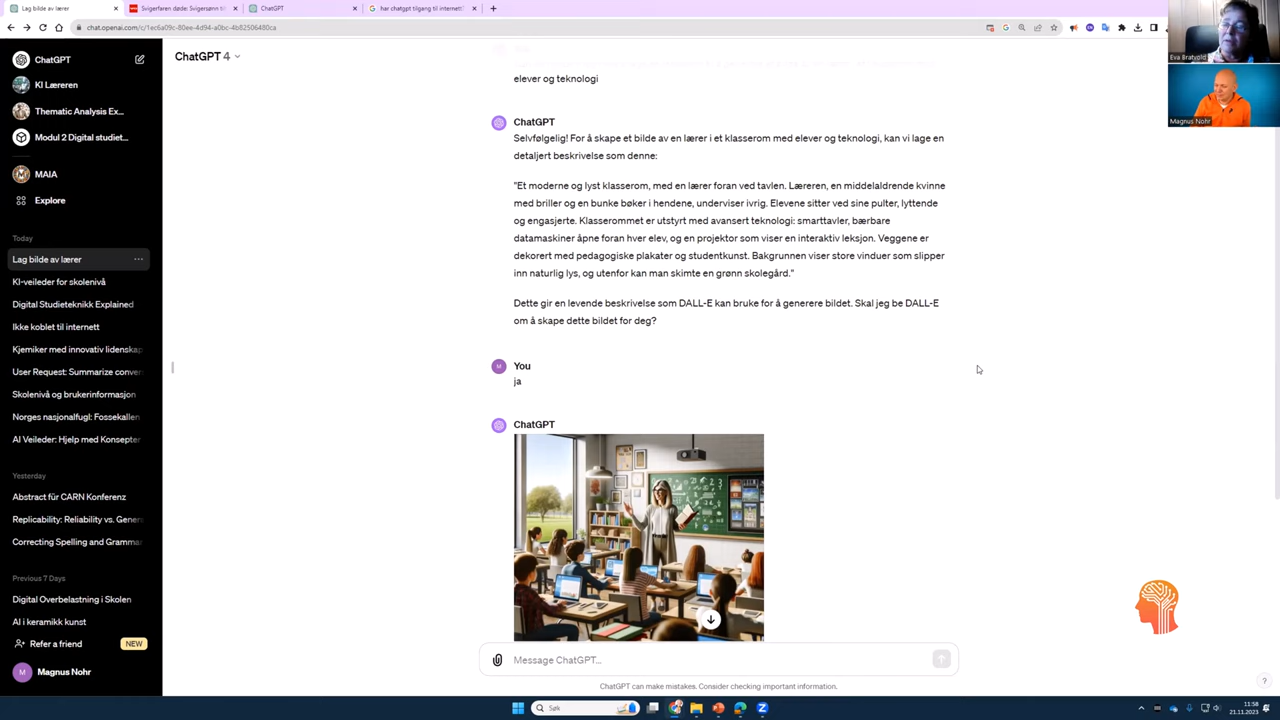 Lag bilde av lærer
Svigerfaren døde: Svigersønn til
ChatGPT
har chatgpt tilgang til internett?
chat.openai.com/c/1ec6a09c-80ee-4d94-a0bc-4b82506480ca
Eva Bratvold
Magnus Nohr
ChatGPT
KI Læreren
Thematic Analysis Ex...
Modul 2 Digital studiet...
MAIA
Explore
Today
Lag bilde av lærer
KI-veileder for skolenivå
Digital Studieteknikk Explained
Ikke koblet til internett
Kjemiker med innovativ lidenskap
User Request: Summarize conver
Skolenivå og brukerinformasjon
Norges nasjonalfugl: Fossekallen
AI Veileder: Hjelp med Konsepter
Yesterday
Abstract für CARN Konferenz
Replicability: Reliability vs. Gener
Correcting Spelling and Grammar
Previous 7 Days
Digital Overbelastning i Skolen
AI i keramikk kunst
Refer a friend NEW
Magnus Nohr
ChatGPT 4
elever og teknologi
ChatGPT
Selvfølgelig! For å skape et bilde av en lærer i et klasserom med elever og teknologi, kan vi lage en
detaljert beskrivelse som denne:
"Et moderne og lyst klasserom, med en lærer foran ved tavlen. Læreren, en middelaldrende kvinne
med briller og en bunke bøker i hendene, underviser ivrig. Elevene sitter ved sine pulter, lyttende
og engasjerte. Klasserommet er utstyrt med avansert teknologi: smarttavler, bærbare
datamaskiner åpne foran hver elev, og en projektor som viser en interaktiv leksjon. Veggene er
dekorert med pedagogiske plakater og studentkunst. Bakgrunnen viser store vinduer som slipper
inn naturlig lys, og utenfor kan man skimte en grønn skolegård."
Dette gir en levende beskrivelse som DALL-E kan bruke for å generere bildet. Skal jeg be DALL-E
om å skape dette bildet for deg?
You
ja
ChatGPT
Message ChatGPT...
ChatGPT can make mistakes. Consider checking important information.
Søk
11:58
21.11.2023